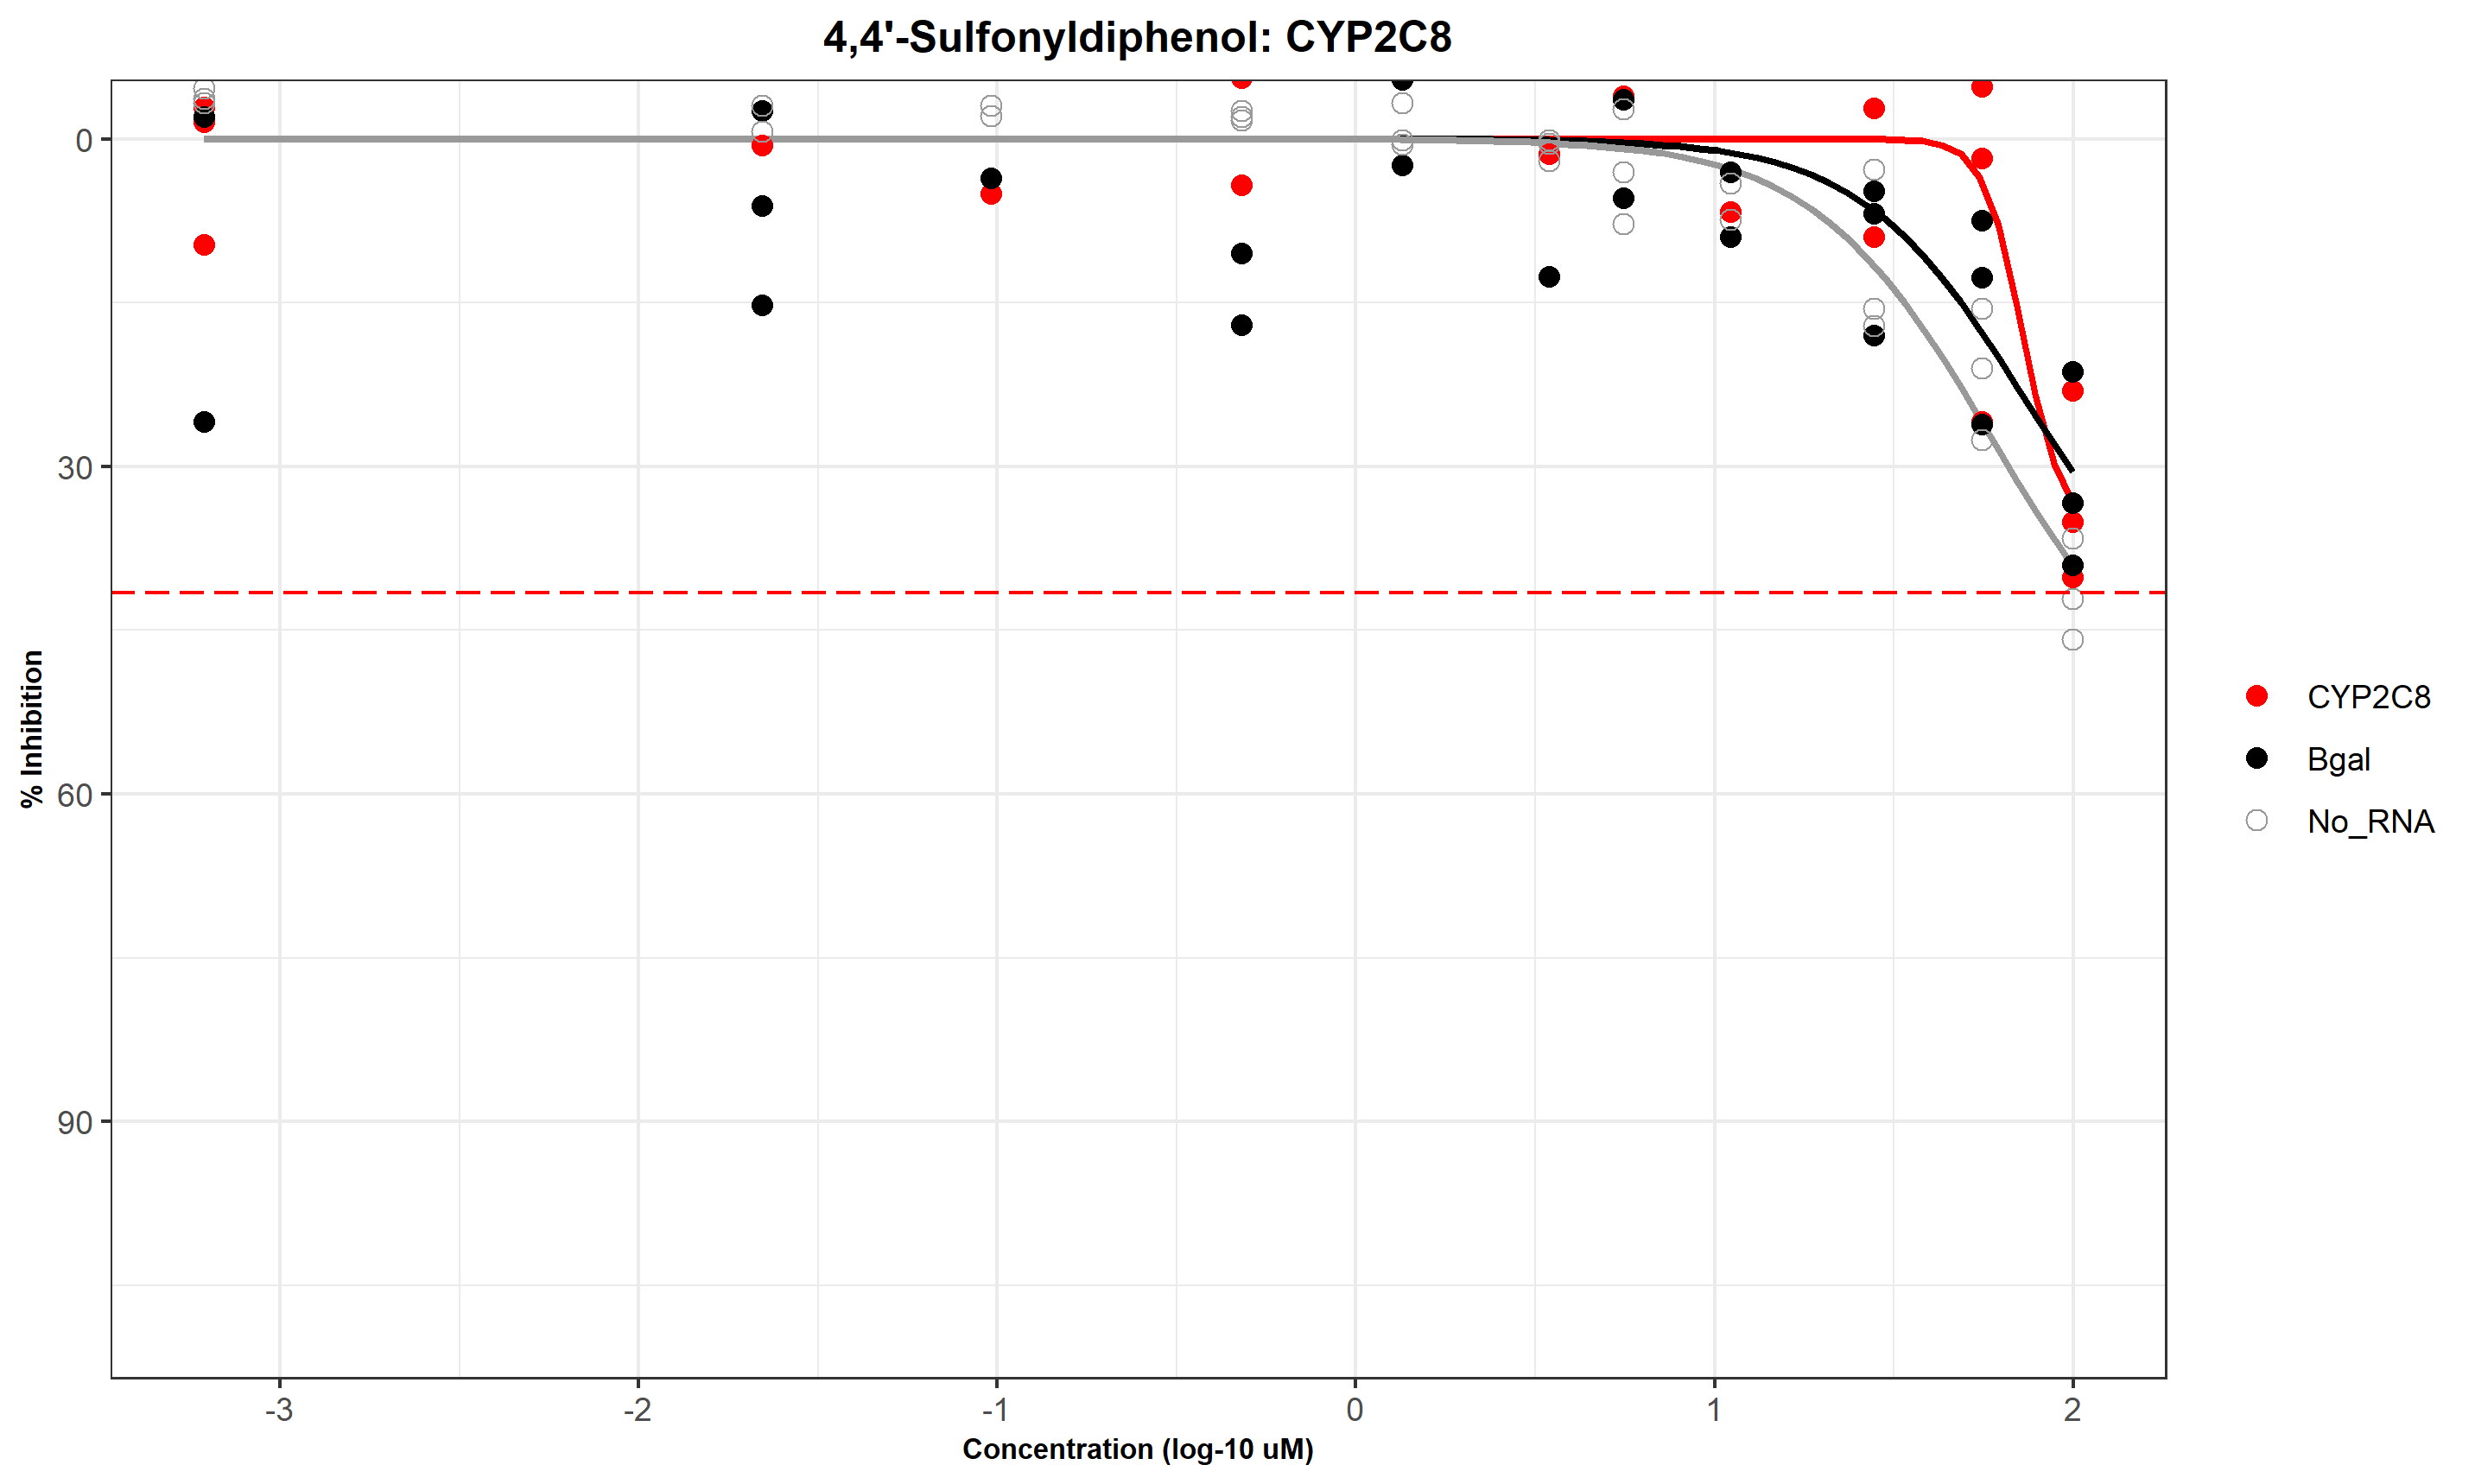 4,4'-Sulfonyldiphenol: CYP2C8
0
30
60
90
% Inhibition
-3
-2
-1
0
1
2
Concentration (log-10 uM)
CYP2C8
Bgal
No_RNA